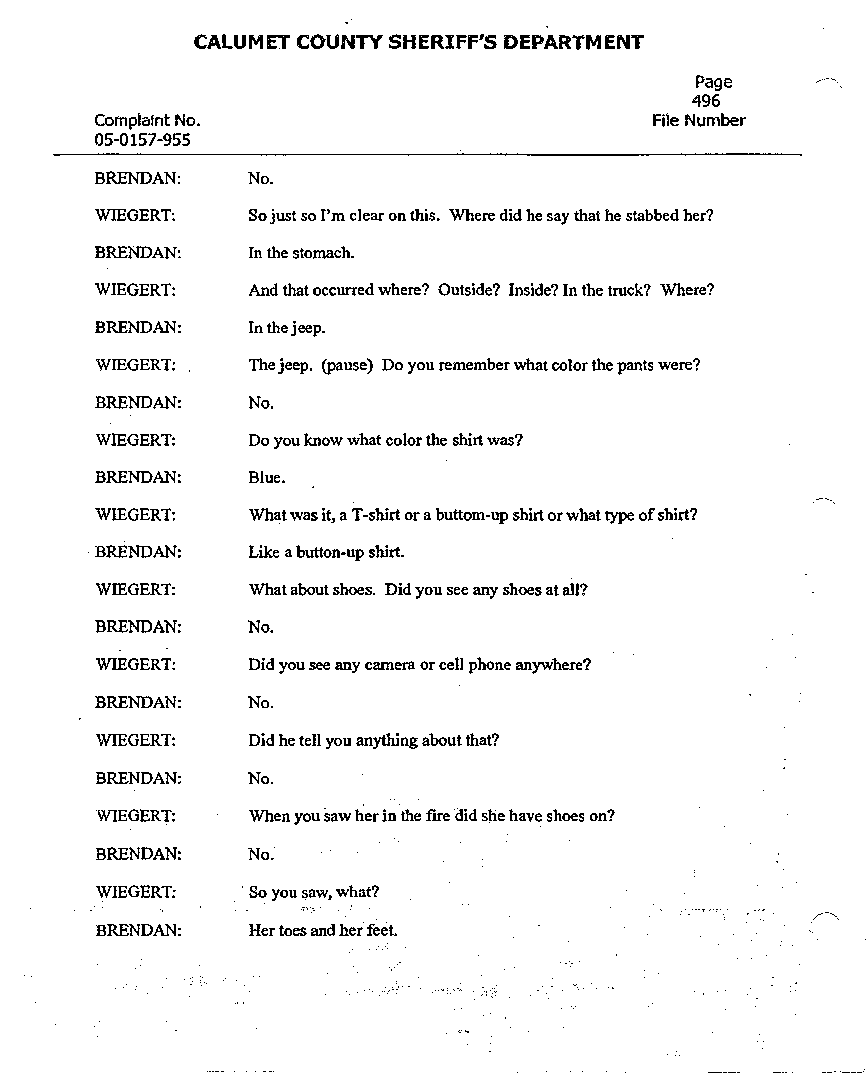 CALUMET COUNTY SHERIFF'S DEPARTMENT
Page
496
Complaint No. File Number
05-0157-955
BRENDAN: No.
WIEGERT: So just so I'm clear on this. Where did he say that he stabbed her?
BRENDAN: In the stomach.
WIEGERT: And that occurred where? Outside? Inside? In the truck? Where?
BRENDAN: In the jeep.
WIEGERT: The jeep. (pause) Do you remember what color the pants were?
BRENDAN: No.
WIEGERT: Do you know what color the shirt was?
BRENDAN: Blue.
WIEGERT: What was it, a T-shirt or a buttom-up shirt or what type of shirt?
BRENDAN: Like a button-up shirt.
WIEGERT: What about shoes. Did you see any shoes at all?
BRENDAN: No.
WIEGERT: Did you see any camera or cell phone anywhere?
BRENDAN: No.
WIEGERT: Did he tell you anything about that?
BRENDAN: No.
WIEGERT: When you saw her in the fire did she have shoes on?
BRENDAN: No.
WIEGERT: So you saw, what?
BRENDAN: Her toes and her feet.